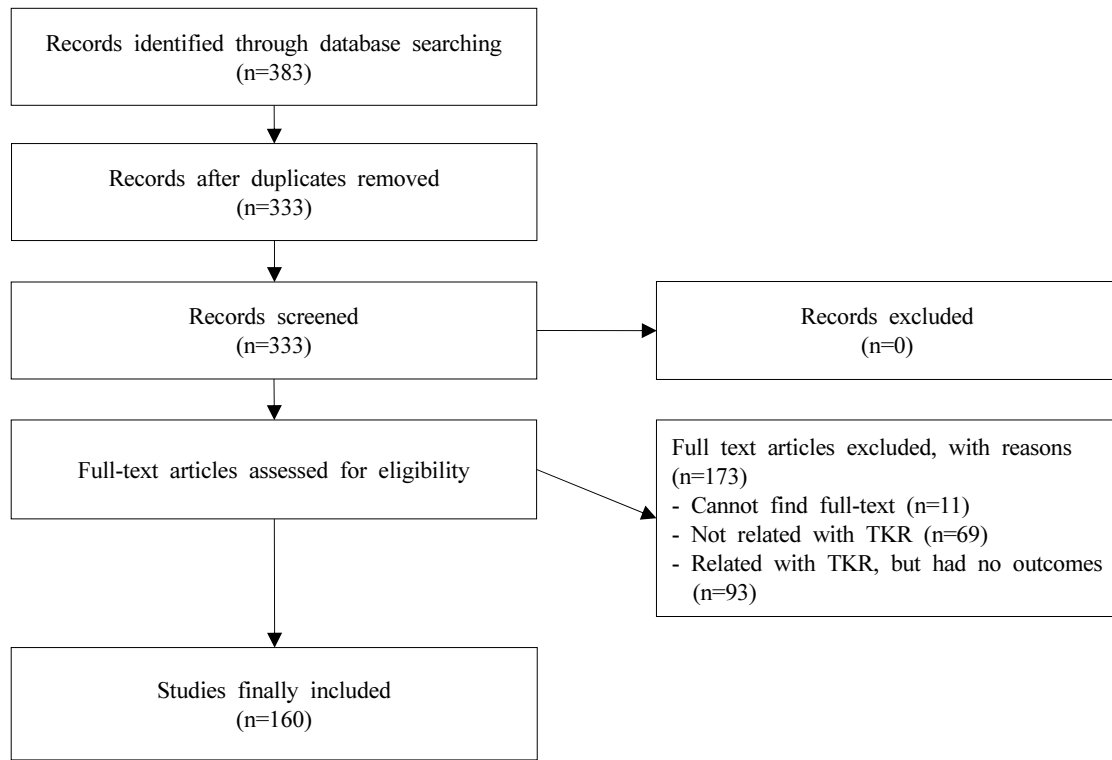 Records identified through database searching
(n=383)
Records after duplicates removed
(n=333)
Records screened
(n=333)
Records excluded
(n=0)
Full-text articles assessed for eligibility
Full text articles excluded, with reasons
(n=173)
- Cannot find full-text (n=11)
- Not related with TKR (n=69)
- Related with TKR, but had no outcomes
(n=93)
Studies finally included
(n=160)